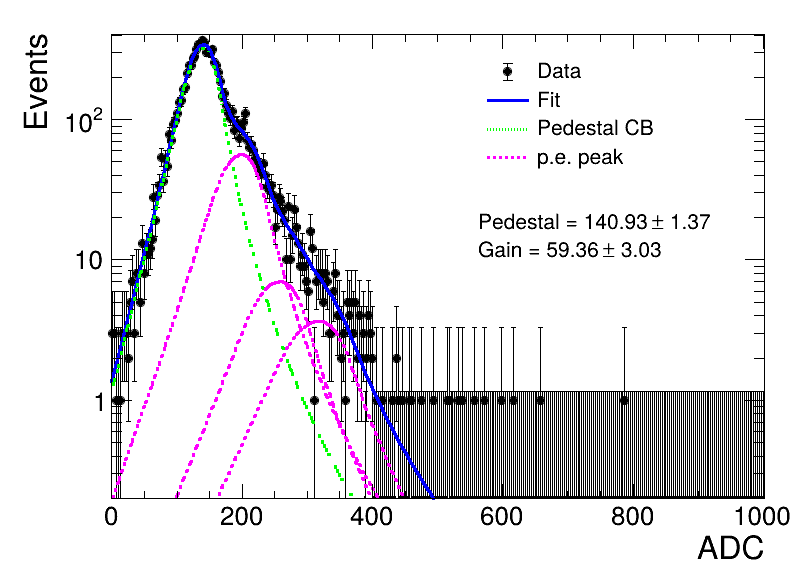 Events
10²
10
1
Data
Fit
Pedestal CB
p.e. peak
Pedestal = 140.93 ± 1.37
Gain = 59.36 ± 3.03
0 200 400 600 800 1000
ADC